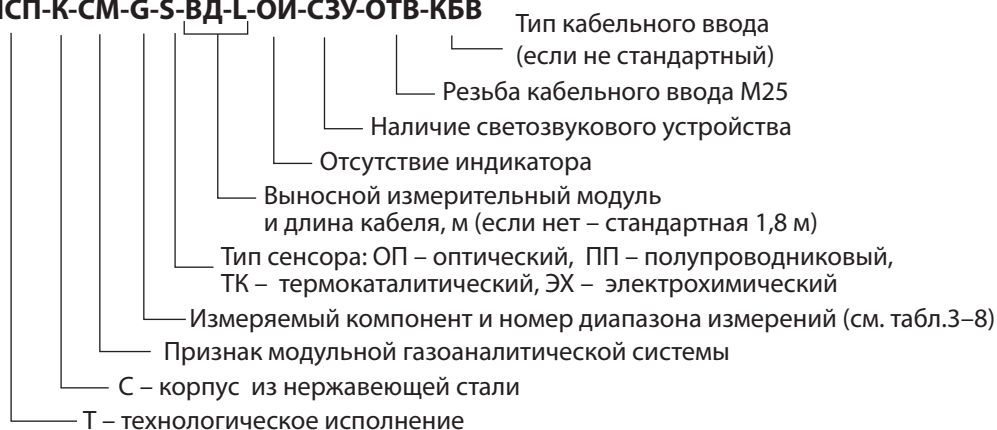 ИСП-К-СМ-G-S-ВД-L-ОИ-СЗУ-ОТВ-КБВ
Тип кабельного ввода
(если не стандартный)
Резьба кабельного ввода М25
Наличие светозвукового устройства
Отсутствие индикатора
Выносной измерительный модуль
и длина кабеля, м (если нет – стандартная 1,8 м)
Тип сенсора: ОП – оптический, ПП – полупроводниковый,
ТК – термокаталитический, ЭХ – электрохимический
Измеряемый компонент и номер диапазона измерений (см. табл.3–8)
Признак модульной газоаналитической системы
С – корпус из нержавеющей стали
Т – технологическое исполнение